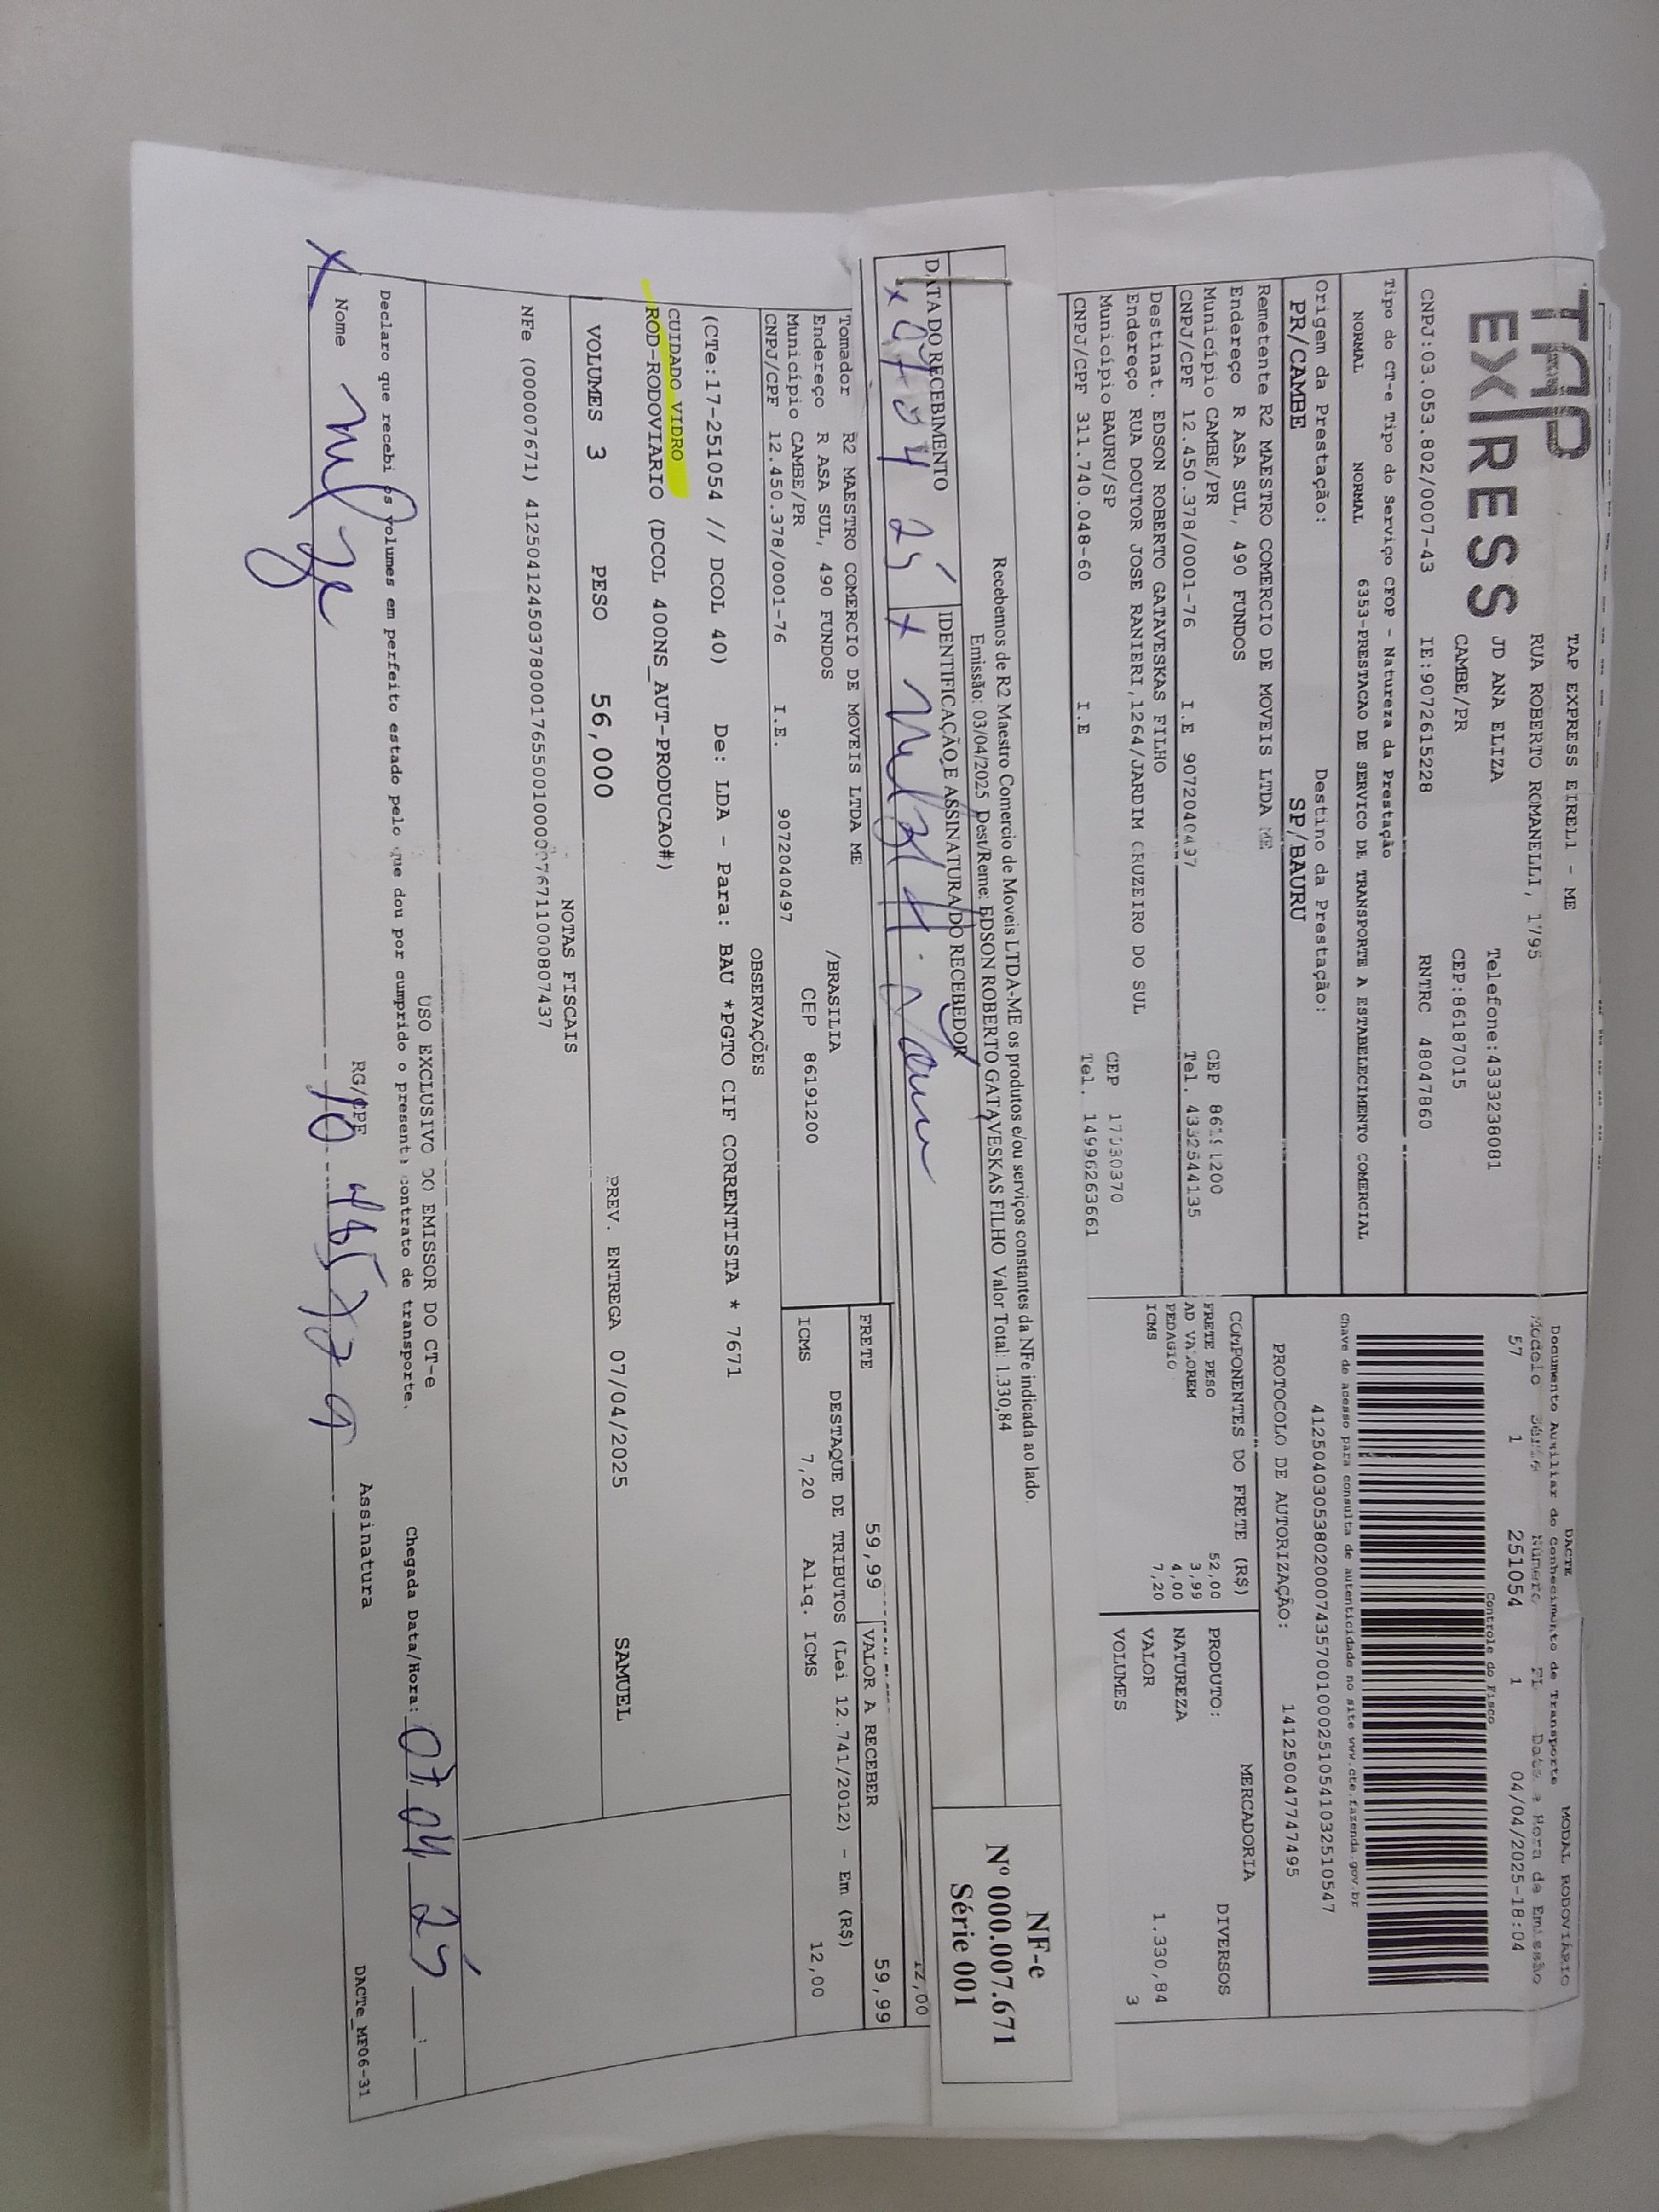 TAP EXPRESS
TAP EXPRESS EIRELI - ME
RUA ROBERTO ROMANELLI, 1795
JD ANA ELIZA Telefone:4333238081
CAMBE/PR CEP:86187015
CNPJ:03.053.802/0007-43 IE:9072615228 RNTRC 48047860
DACTE MODAL RODOVIÁRIO
Documento Auxiliar do Conhecimento de Transporte
Modelo Série Número FL Data e Hora de Emissão
57 1 251054 1 04/04/2025-18:04
Controle do Fisco
Chave de acesso para consulta de autenticidade no site www.cte.fazenda.gov.br
41250403053802000743570010002510541032510547
PROTOCOLO DE AUTORIZAÇÃO: 141250047747495
Tipo do CT-e Tipo do Serviço CFOP - Natureza da Prestação
NORMAL NORMAL 6353-PRESTACAO DE SERVICO DE TRANSPORTE A ESTABELECIMENTO COMERCIAL
Origem da Prestação: Destino da Prestação:
PR/CAMBE SP/BAURU
Remetente R2 MAESTRO COMERCIO DE MOVEIS LTDA ME
Endereço R ASA SUL, 490 FUNDOS
Município CAMBE/PR CEP 86191200
CNPJ/CPF 12.450.378/0001-76 I.E 9072040497 Tel.
Destinat. EDSON ROBERTO GATAVESKAS FILHO
Endereço RUA DOUTOR JOSE RANIERI,1264/JARDIM CRUZEIRO DO SUL
Município BAURU/SP CEP 17030370
CNPJ/CPF 311.740.048-60 I.E Tel. 14996263661
COMPONENTES DO FRETE (R$)
FRETE PESO 52,00
AD VALOREM 3,99
PEDAGIO 4,00
ICMS 7,20
MERCADORIA
PRODUTO: DIVERSOS
NATUREZA
VALOR 1.330,84
VOLUMES 3
Recebemos de R2 Maestro Comercio de Moveis LTDA-ME os produtos e/ou serviços constantes da NFe indicada ao lado.
Emissão: 03/04/2025 Dest/Reme: EDSON ROBERTO GATAVESKAS FILHO Valor Total: 1.330,84
DATA DO RECEBIMENTO IDENTIFICAÇÃO E ASSINATURA DO RECEBEDOR
x 07 04 25 x
NF-e
Nº 000.007.671
Série 001
12,00
Tomador R2 MAESTRO COMERCIO DE MOVEIS LTDA ME
Endereço R ASA SUL, 490 FUNDOS /BRASILIA
Município CAMBE/PR CEP 86191200
CNPJ/CPF 12.450.378/0001-76 I.E. 9072040497
FRETE 59,99 VALOR A RECEBER 59,99
DESTAQUE DE TRIBUTOS (Lei 12.741/2012) - Em (R$)
ICMS 7,20 Aliq. ICMS 12,00
OBSERVAÇÕES
(CTe:17-251054 // DCOL 40) De: LDA - Para: BAU *PGTO CIF CORRENTISTA * 7671
CUIDADO VIDRO
ROD-RODOVIARIO (DCOL 400NS_AUT-PRODUCAO#)
VOLUMES 3 PESO 56,000 PREV. ENTREGA 07/04/2025 SAMUEL
NOTAS FISCAIS
NFe (000007671) 41250412450378000176550010000076711000807437
USO EXCLUSIVO DO EMISSOR DO CT-e
Declaro que recebi os volumes em perfeito estado pelo que dou por cumprido o presente contrato de transporte.
Chegada Data/Hora: 07 04 25 __:__
x Nome RG/CPF Assinatura
DACTe_MF06-31